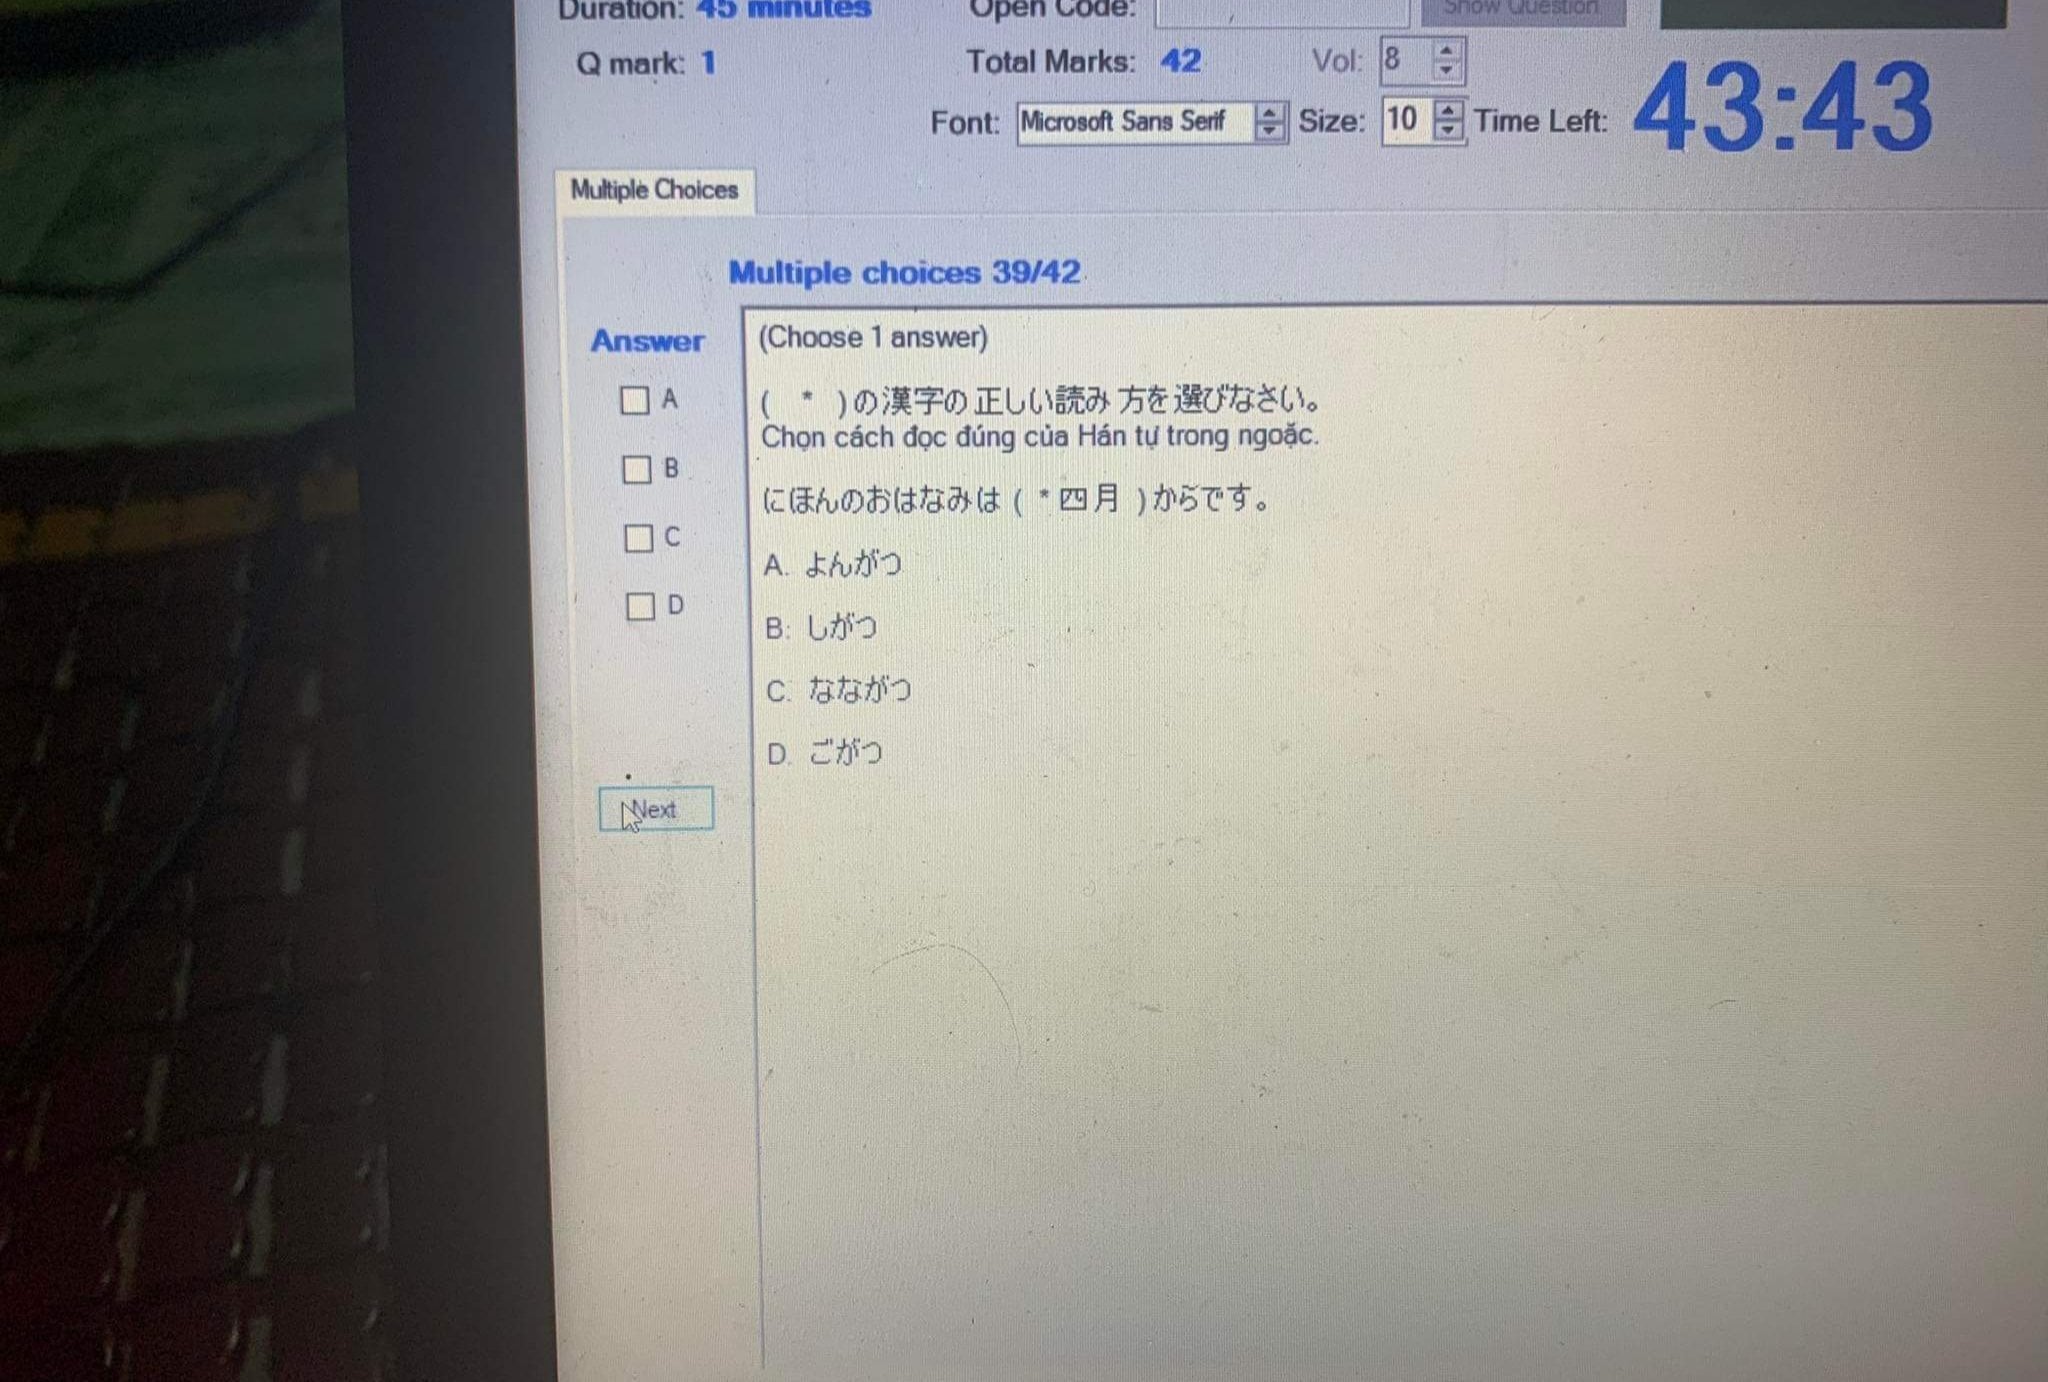 Duration: 45 minutes
Open Code:
Show Question
Q mark: 1
Total Marks: 42
Vol: 8
Font: Microsoft Sans Serif
Size: 10
Time Left: 43:43
Multiple Choices
Multiple choices 39/42
Answer
A
B
C
D
Next
(Choose 1 answer)
( * )の漢字の正しい読み方を選びなさい。
Chọn cách đọc đúng của Hán tự trong ngoặc.
にほんのおはなみは ( *四月 )からです。
A. よんがつ
B: しがつ
C. なながつ
D. ごがつ